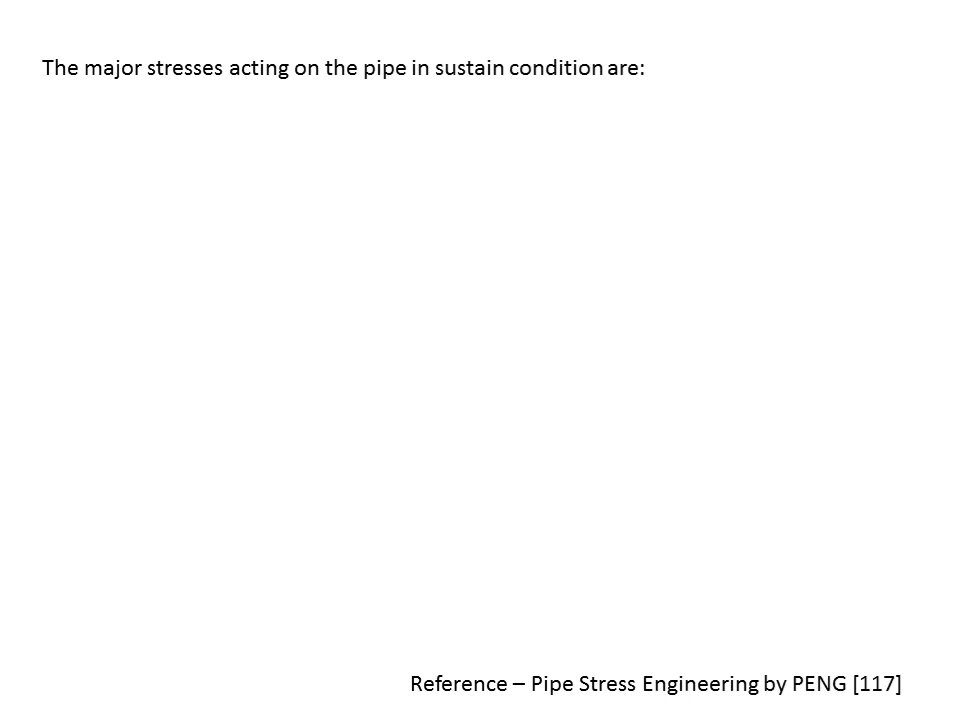 The major stresses acting on the pipe in sustain condition are:
Reference – Pipe Stress Engineering by PENG [117]